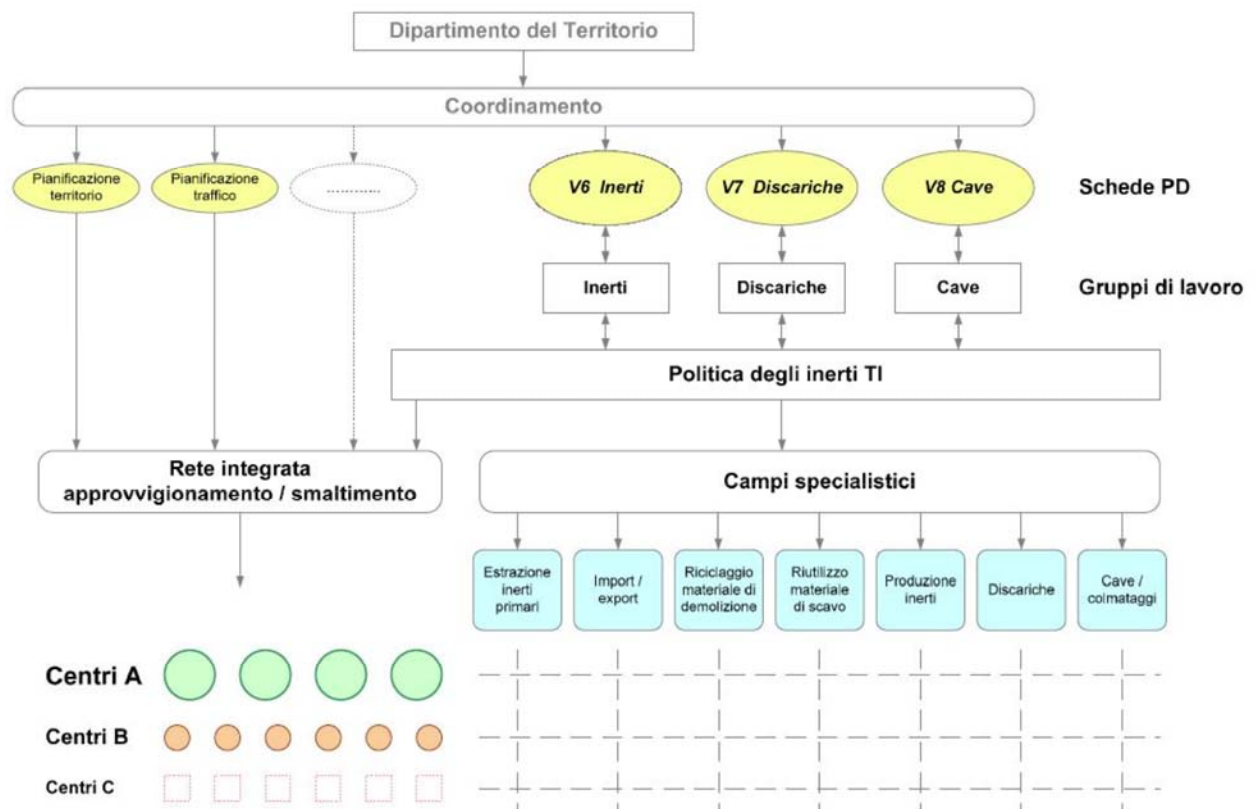 Dipartimento del Territorio
Coordinamento
Pianificazione
territorio
Pianificazione
traffico
..............
V6 Inerti
V7 Discariche
V8 Cave
Schede PD
Inerti
Discariche
Cave
Gruppi di lavoro
Politica degli inerti TI
Rete integrata
approvvigionamento / smaltimento
Campi specialistici
Estrazione
inerti
primari
Import /
export
Riciclaggio
materiale di
demolizione
Riutilizzo
materiale
di scavo
Produzione
inerti
Discariche
Cave /
colmataggi
Centri A
Centri B
Centri C